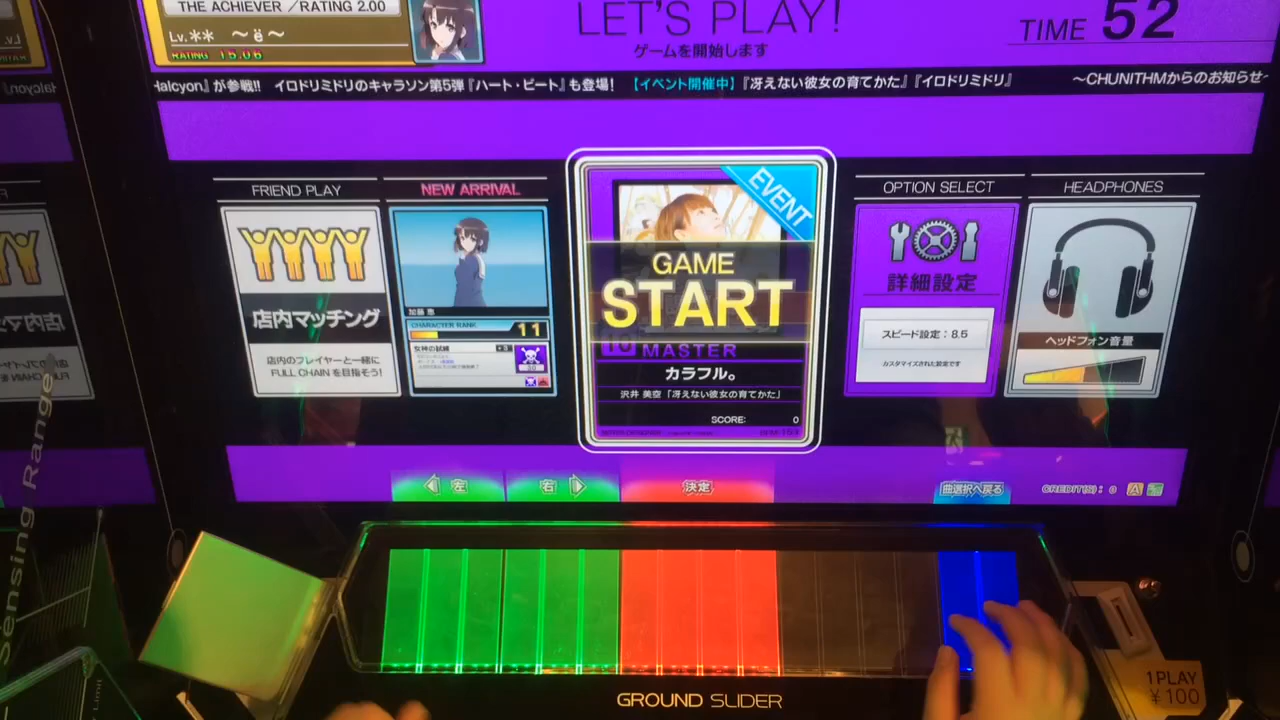 THE ACHIEVER ／RATING 2.00
Lv.** ～ё～
RATING 15.06
LET'S PLAY!
ゲームを開始します
TIME 52
Halcyon』が参戦!! イロドリミドリのキャラソン第5弾『ハート・ビート』も登場! 【イベント開催中】『冴えない彼女の育てかた』『イロドリミドリ』 ～CHUNITHMからのお知らせ~
FRIEND PLAY
店内マッチング
店内のプレイヤーと一緒に
FULL CHAIN を目指そう!
NEW ARRIVAL
加藤 恵
CHARACTER RANK
11
女神の試練
EVENT
GAME
START
10 MASTER
カラフル。
沢井 美空「冴えない彼女の育てかた」
SCORE: 0
OPTION SELECT
詳細設定
スピード設定：8.5
カスタマイズされた設定です
HEADPHONES
ヘッドフォン音量
左
右
決定
曲選択へ戻る
CREDIT(S)： 0
Sensing Range
GROUND SLIDER
1PLAY
¥100